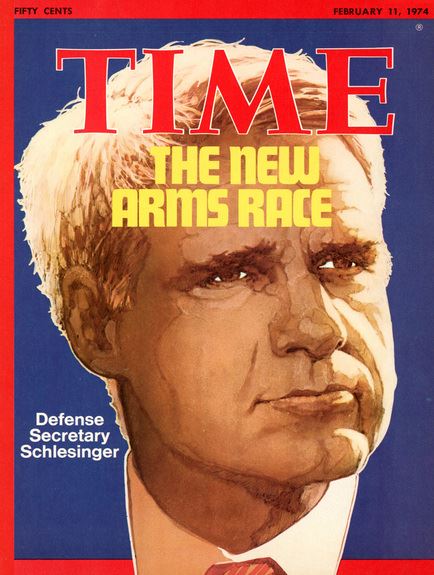 FIFTY CENTS
FEBRUARY 11, 1974
TIME
®
THE NEW
ARMS RACE
Defense
Secretary
Schlesinger